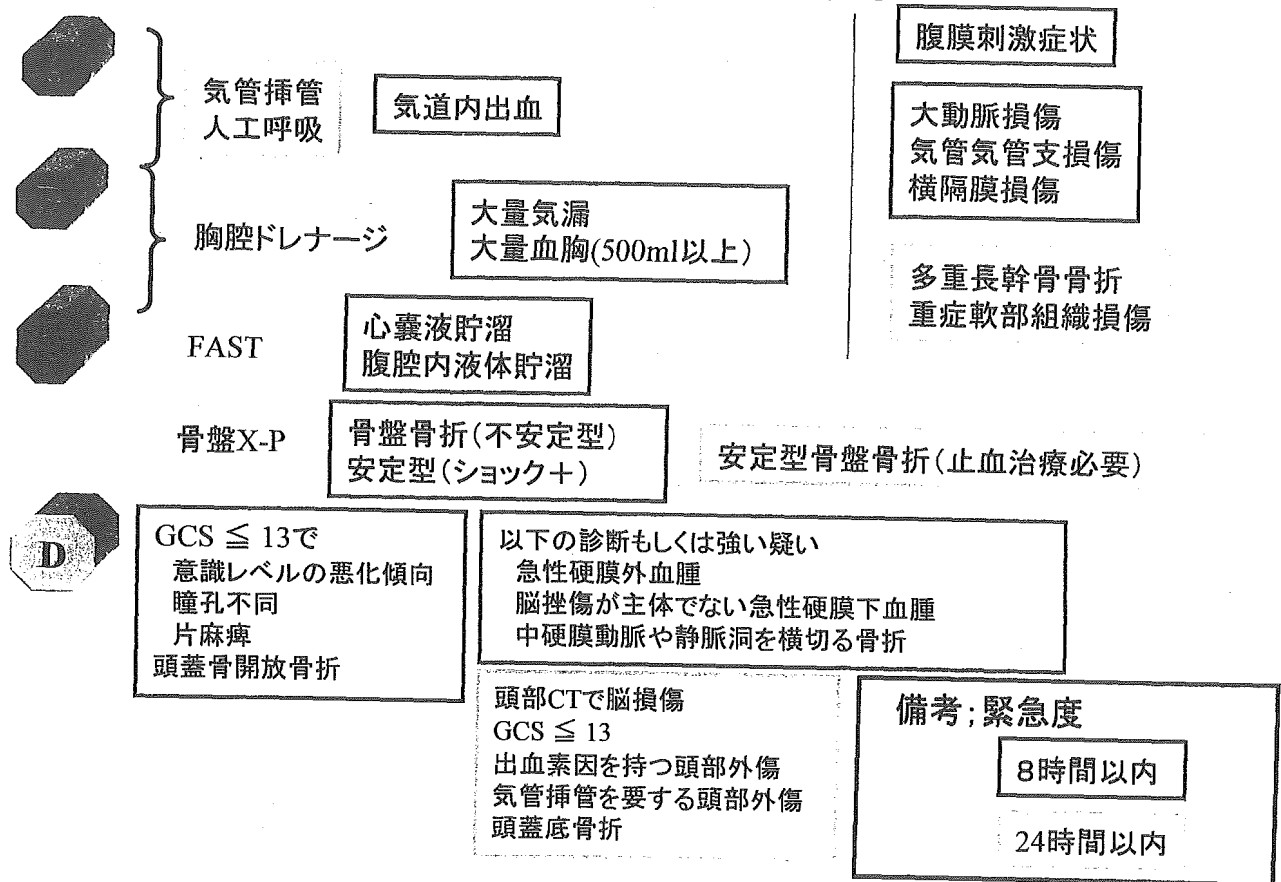 気管挿管
人工呼吸
気道内出血
胸腔ドレナージ
大量気漏
大量血胸(500ml以上)
FAST
心嚢液貯溜
腹腔内液体貯溜
骨盤X-P
骨盤骨折(不安定型)
安定型(ショック+)
安定型骨盤骨折(止血治療必要)
腹膜刺激症状
大動脈損傷
気管気管支損傷
横隔膜損傷
多重長幹骨骨折
重症軟部組織損傷
D
GCS ≦ 13で
意識レベルの悪化傾向
瞳孔不同
片麻痺
頭蓋骨開放骨折
以下の診断もしくは強い疑い
急性硬膜外血腫
脳挫傷が主体でない急性硬膜下血腫
中硬膜動脈や静脈洞を横切る骨折
頭部CTで脳損傷
GCS ≦ 13
出血素因を持つ頭部外傷
気管挿管を要する頭部外傷
頭蓋底骨折
備考;緊急度
8時間以内
24時間以内